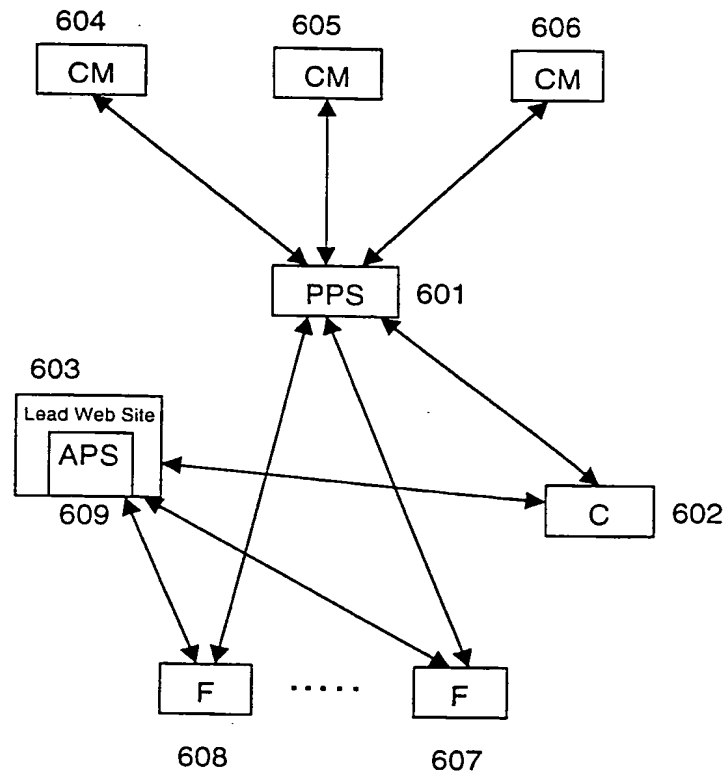 604
605
606
CM
CM
CM
PPS
601
603
Lead Web Site
APS
609
C
602
F
.....
F
608
607